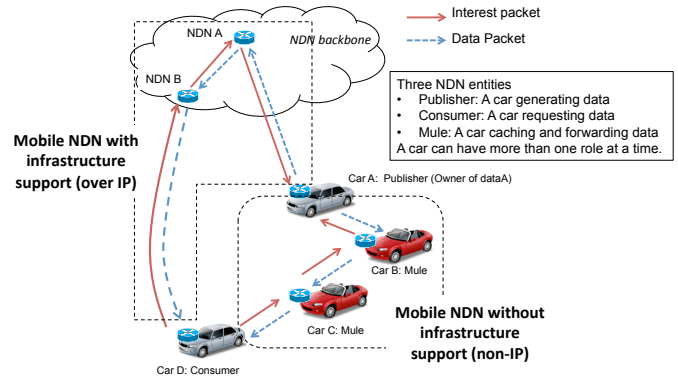 Interest packet
Data Packet
NDN A
NDN backbone
NDN B
Three NDN entities
• Publisher: A car generating data
• Consumer: A car requesting data
• Mule: A car caching and forwarding data
A car can have more than one role at a time.
Mobile NDN with
infrastructure
support (over IP)
Car A: Publisher (Owner of dataA)
Car B: Mule
Car C: Mule
Mobile NDN without
infrastructure
support (non-IP)
Car D: Consumer